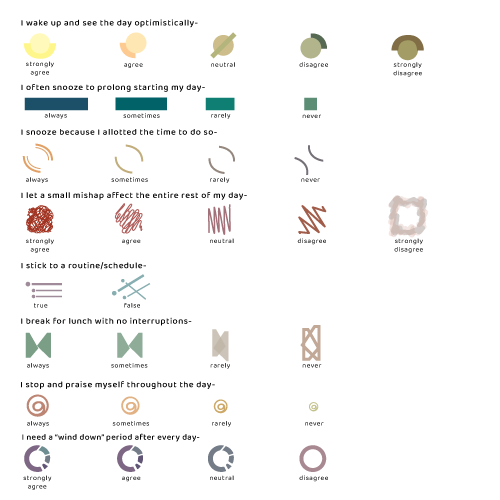 I wake up and see the day optimistically-
strongly agree neutral disagree strongly
agree disagree
I often snooze to prolong starting my day-
always sometimes rarely never
I snooze because I allotted the time to do so-
always sometimes rarely never
I let a small mishap affect the entire rest of my day-
strongly agree neutral disagree strongly
agree disagree
I stick to a routine/schedule-
true false
I break for lunch with no interruptions-
always sometimes rarely never
I stop and praise myself throughout the day-
always sometimes rarely never
I need a "wind down" period after every day-
strongly agree neutral disagree
agree